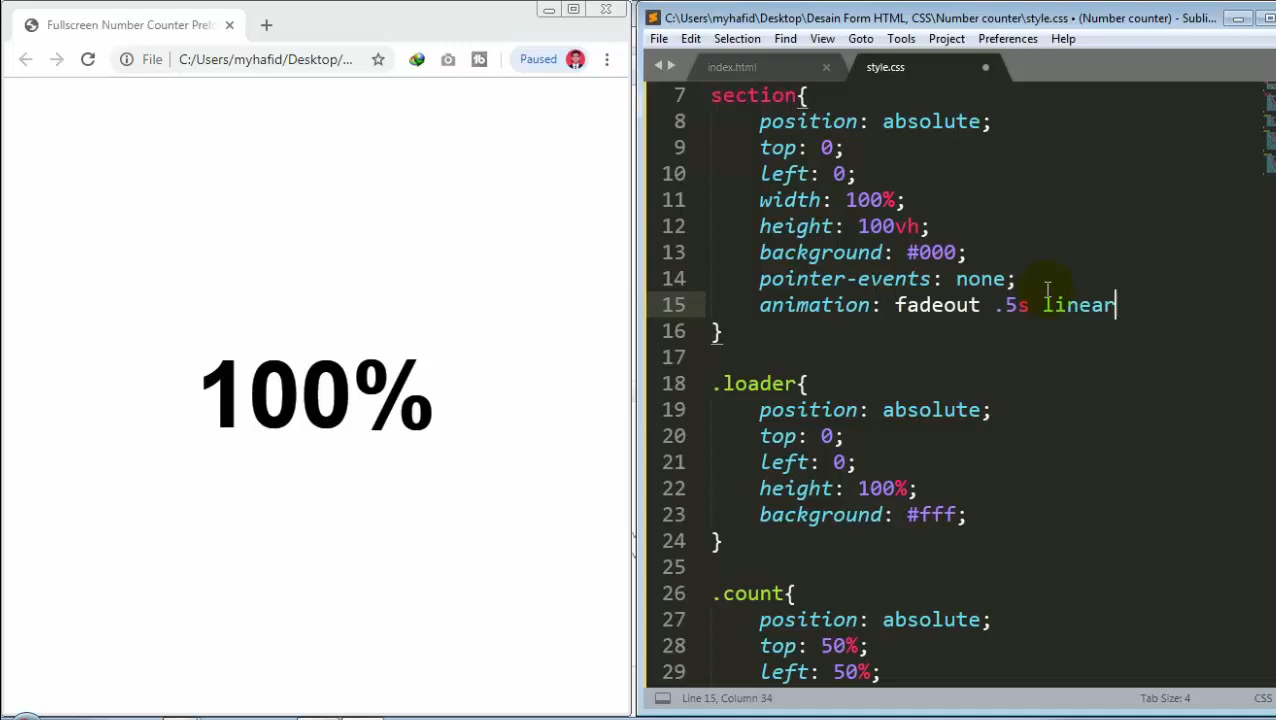 Fullscreen Number Counter Prel
File C:/Users/myhafid/Desktop/... Paused
100%
C:\Users\myhafid\Desktop\Desain Form HTML, CSS\Number counter\style.css • (Number counter) - Subli...
File Edit Selection Find View Goto Tools Project Preferences Help
index.html style.css
7 section{
8 position: absolute;
9 top: 0;
10 left: 0;
11 width: 100%;
12 height: 100vh;
13 background: #000;
14 pointer-events: none;
15 animation: fadeout .5s linear
16 }
17
18 .loader{
19 position: absolute;
20 top: 0;
21 left: 0;
22 height: 100%;
23 background: #fff;
24 }
25
26 .count{
27 position: absolute;
28 top: 50%;
29 left: 50%;
Line 15, Column 34 Tab Size: 4 CSS